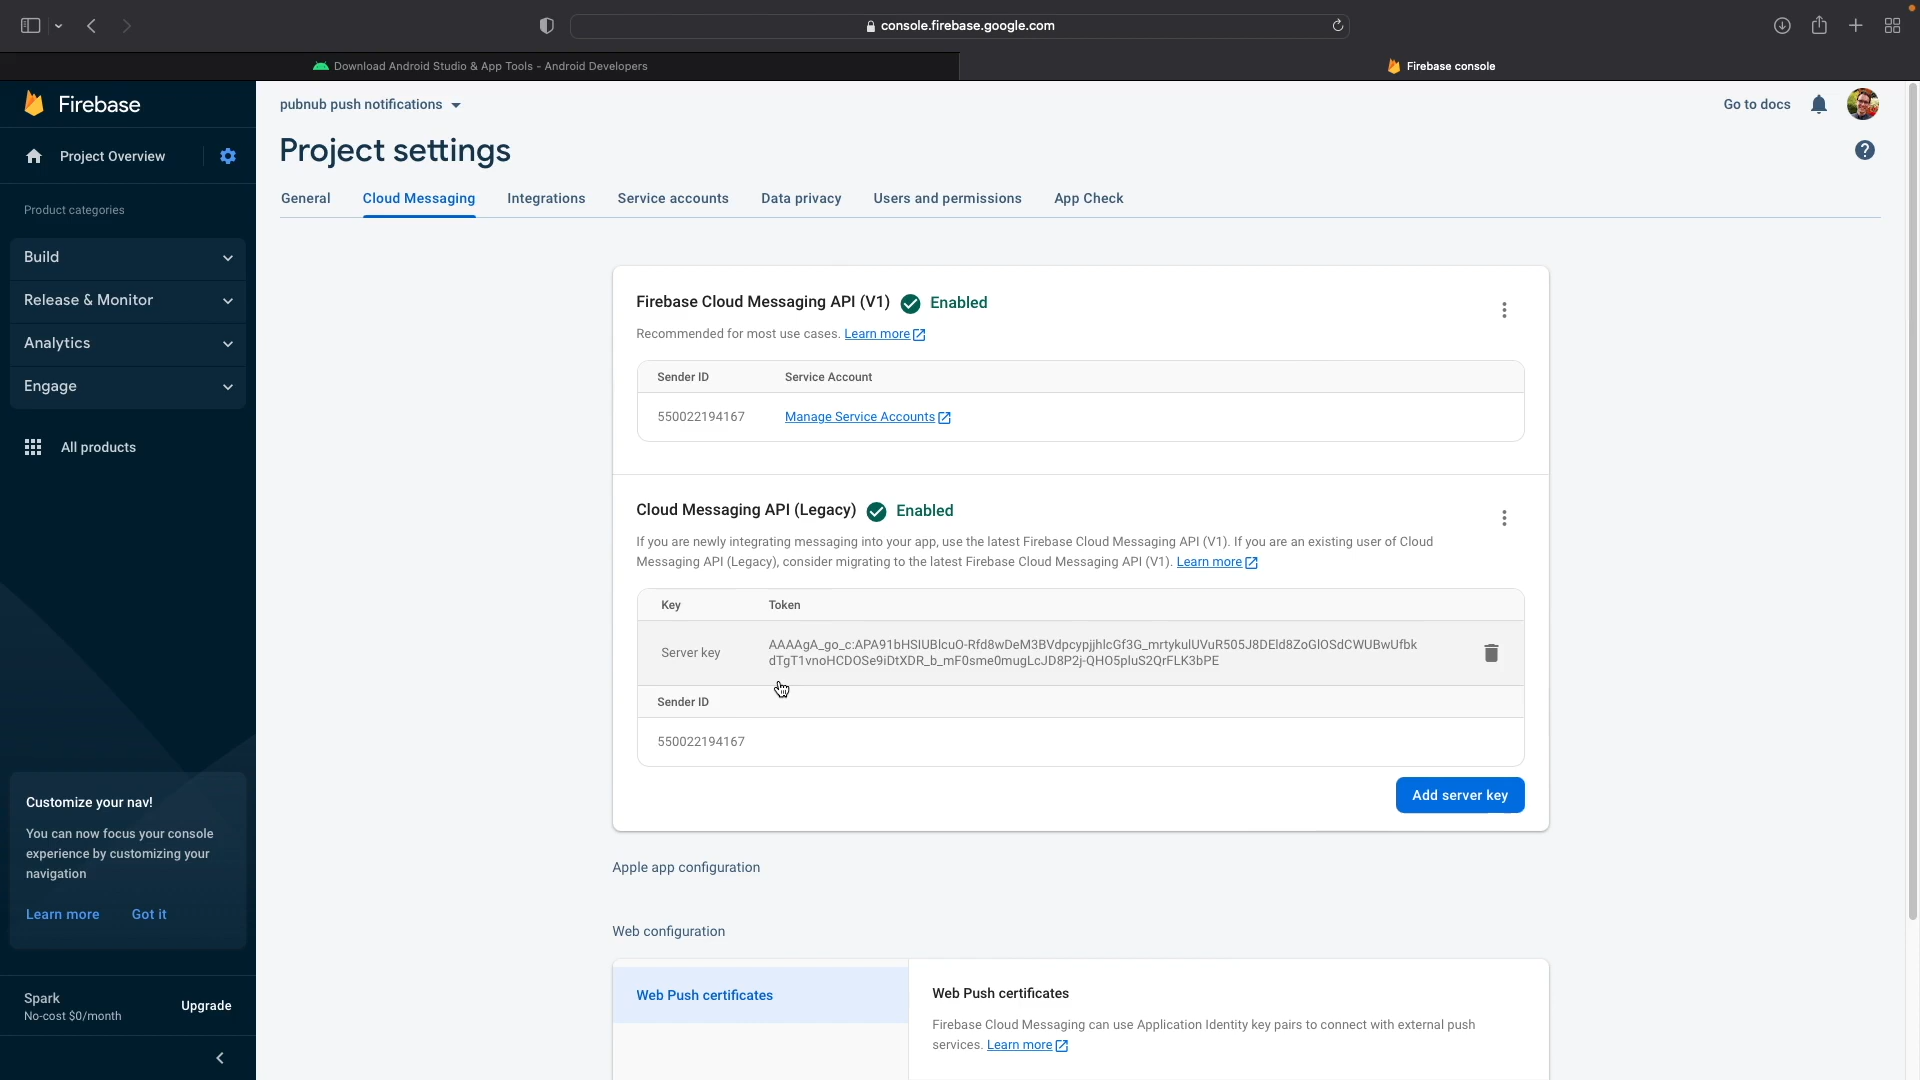 console.firebase.google.com
Download Android Studio & App Tools - Android Developers
Firebase console
Firebase
pubnub push notifications
Go to docs
Project Overview
Project settings
General
Cloud Messaging
Integrations
Service accounts
Data privacy
Users and permissions
App Check
Product categories
Build
Release & Monitor
Analytics
Engage
All products
Firebase Cloud Messaging API (V1)
Enabled
Recommended for most use cases. Learn more
Sender ID
Service Account
550022194167
Manage Service Accounts
Cloud Messaging API (Legacy)
Enabled
If you are newly integrating messaging into your app, use the latest Firebase Cloud Messaging API (V1). If you are an existing user of Cloud
Messaging API (Legacy), consider migrating to the latest Firebase Cloud Messaging API (V1). Learn more
Key
Token
Server key
AAAAgA_go_c:APA91bHSIUBlcuO-Rfd8wDeM3BVdpcypjjhlcGf3G_mrtykulUVuR505J8DEld8ZoGlOSdCWUBwUfbk
dTgT1vnoHCDOSe9iDtXDR_b_mF0sme0mugLcJD8P2j-QHO5pluS2QrFLK3bPE
Sender ID
550022194167
Add server key
Customize your nav!
You can now focus your console
experience by customizing your
navigation
Learn more
Got it
Apple app configuration
Web configuration
Web Push certificates
Web Push certificates
Firebase Cloud Messaging can use Application Identity key pairs to connect with external push
services. Learn more
Spark
No-cost $0/month
Upgrade